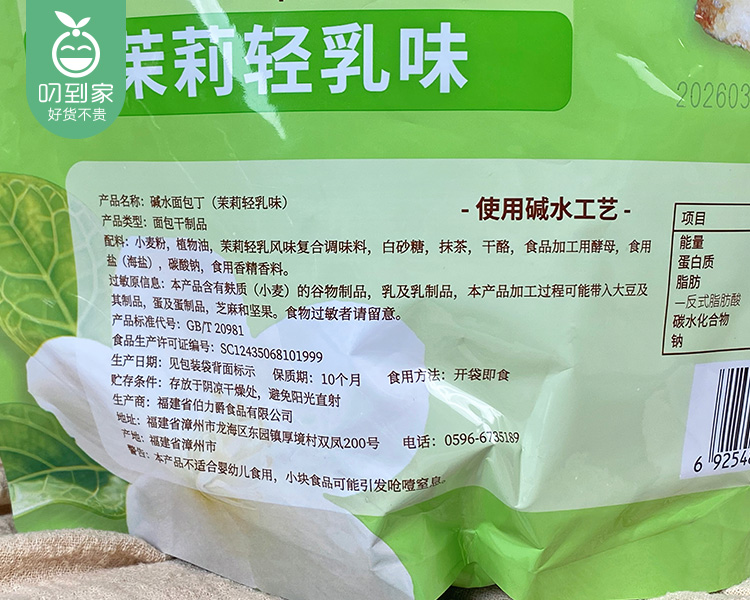 叨到家
好货不贵
茉莉轻乳味
202603
产品名称：碱水面包丁（茉莉轻乳味）
产品类型：面包干制品
配料：小麦粉，植物油，茉莉轻乳风味复合调味料，白砂糖，抹茶，干酪，食品加工用酵母，食用
盐（海盐），碳酸钠，食用香精香料。
过敏原信息：本产品含有麸质（小麦）的谷物制品，乳及乳制品，本产品加工过程可能带入大豆及
其制品，蛋及蛋制品，芝麻和坚果。食物过敏者请留意。
产品标准代号：GB/T 20981
食品生产许可证编号：SC12435068101999
生产日期：见包装袋背面标示 保质期：10个月 食用方法：开袋即食
贮存条件：存放于阴凉干燥处，避免阳光直射
生产商：福建省伯力爵食品有限公司
地址：福建省漳州市龙海区东园镇厚境村双凤200号 电话：0596-6735189
产地：福建省漳州市
警告：本产品不适合婴幼儿食用，小块食品可能引发呛噎窒息。
- 使用碱水工艺 -
项目
能量
蛋白质
脂肪
—反式脂肪酸
碳水化合物
钠
6 92548